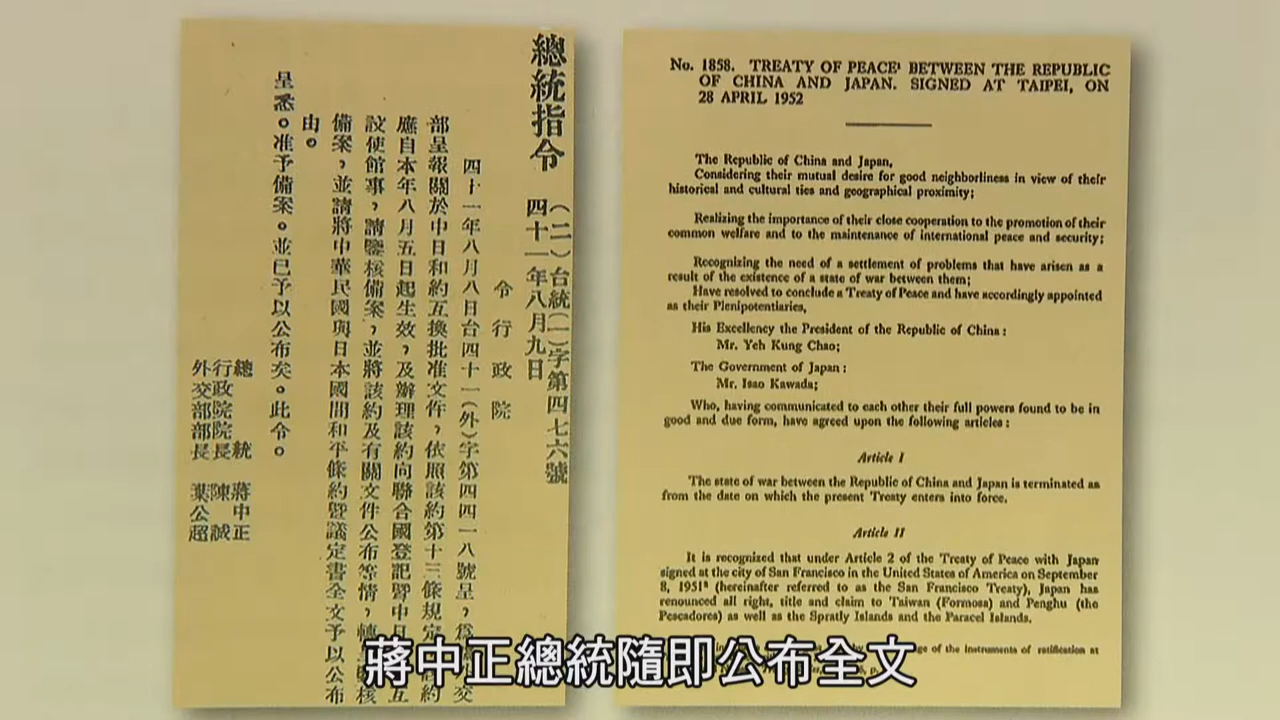 總統指令
（二）台統（一）字第四七六號
四十一年八月九日
令行政院
四十一年八月八日台四十一（外）字第四四一八號呈，爲
交
部呈報關於中日和約互換批准文件，依照該約第十三條規定
約
應自本年八月五日起生效，及辦理該約向聯合國登記暨中日
互
設使館事，請鑒核備案，並將該約及有關文件公布等情，轉
核
備案，並請將中華民國與日本國間和平條約暨議定書全文予以公布
由。
呈悉。准予備案。並已予以公布矣。此令。
總統 蔣中正
行政院院長 陳誠
外交部部長 葉公超
No. 1858. TREATY OF PEACE¹ BETWEEN THE REPUBLIC
OF CHINA AND JAPAN. SIGNED AT TAIPEI, ON
28 APRIL 1952
The Republic of China and Japan,
Considering their mutual desire for good neighborliness in view of their
historical and cultural ties and geographical proximity;
Realizing the importance of their close cooperation to the promotion of their
common welfare and to the maintenance of international peace and security;
Recognizing the need of a settlement of problems that have arisen as a
result of the existence of a state of war between them;
Have resolved to conclude a Treaty of Peace and have accordingly appointed
as their Plenipotentiaries,
His Excellency the President of the Republic of China:
Mr. Yeh Kung Chao;
The Government of Japan:
Mr. Isao Kawada;
Who, having communicated to each other their full powers found to be in
good and due form, have agreed upon the following articles:
Article I
The state of war between the Republic of China and Japan is terminated as
from the date on which the present Treaty enters into force.
Article II
It is recognized that under Article 2 of the Treaty of Peace with Japan
signed at the city of San Francisco in the United States of America on September
8, 1951² (hereinafter referred to as the San Francisco Treaty), Japan has
renounced all right, title and claim to Taiwan (Formosa) and Penghu (the
Pescadores) as well as the Spratly Islands and the Paracel Islands.
of the instruments of ratification at
蔣中正總統隨即公布全文